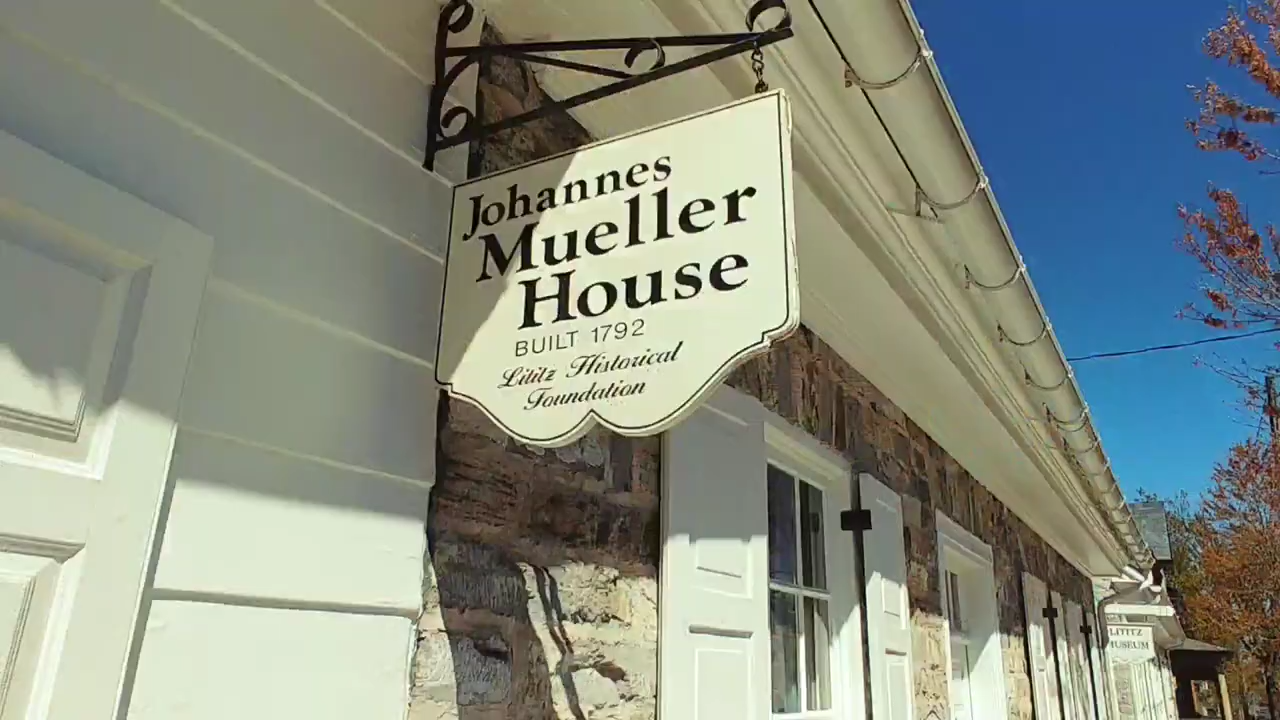 Johannes
Mueller
House
BUILT 1792
Lititz Historical
Foundation
LITITZ
MUSEUM